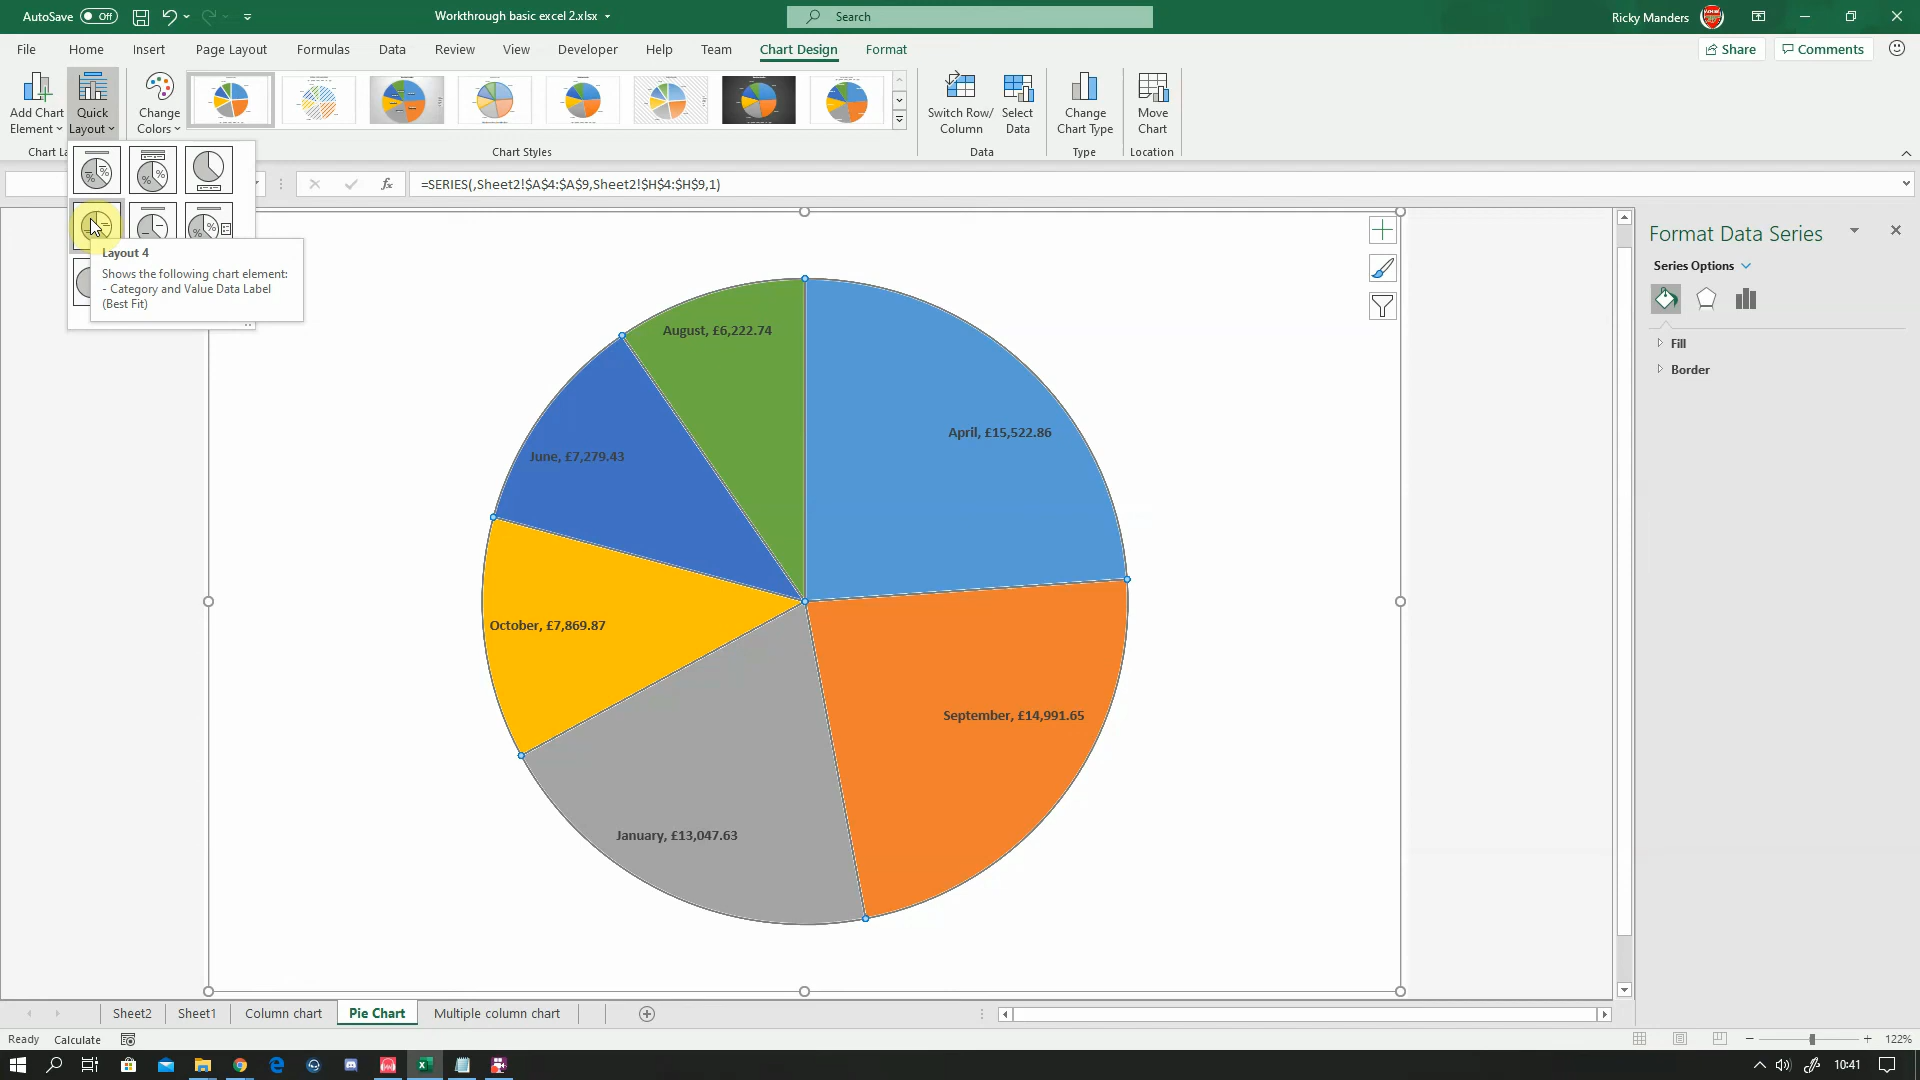 AutoSave Off
Workthrough basic excel 2.xlsx
Search
Ricky Manders
File Home Insert Page Layout Formulas Data Review View Developer Help Team Chart Design Format
Share Comments
Add Chart Element
Quick Layout
Change Colors
Switch Row/ Column
Select Data
Change Chart Type
Move Chart
Chart La
Chart Styles
Data
Type
Location
fx
=SERIES(,Sheet2!$A$4:$A$9,Sheet2!$H$4:$H$9,1)
Layout 4
Shows the following chart element:
- Category and Value Data Label
(Best Fit)
Format Data Series
Series Options
Fill
Border
August, £6,222.74
April, £15,522.86
June, £7,279.43
October, £7,869.87
September, £14,991.65
January, £13,047.63
Sheet2 Sheet1 Column chart Pie Chart Multiple column chart
Ready Calculate
122%
10:41